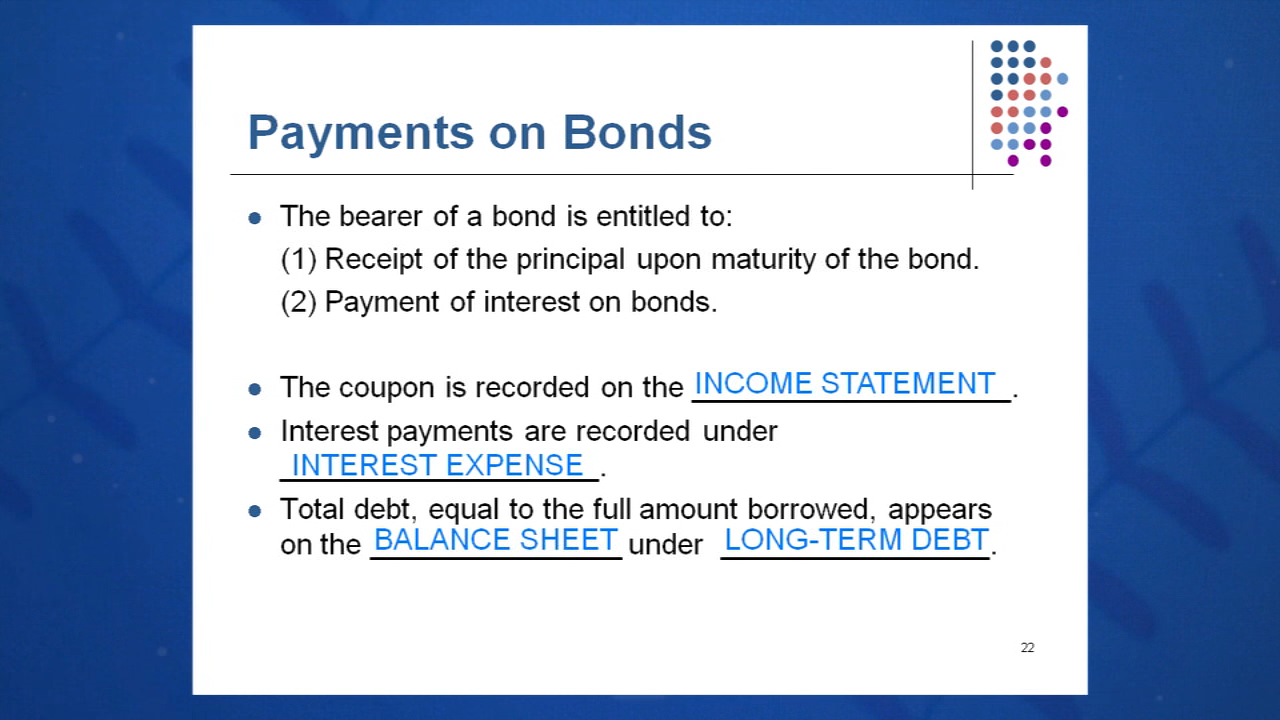 Payments on Bonds
The bearer of a bond is entitled to:
(1) Receipt of the principal upon maturity of the bond.
(2) Payment of interest on bonds.
The coupon is recorded on the INCOME STATEMENT.
Interest payments are recorded under
INTEREST EXPENSE.
Total debt, equal to the full amount borrowed, appears
on the BALANCE SHEET under LONG-TERM DEBT.
22